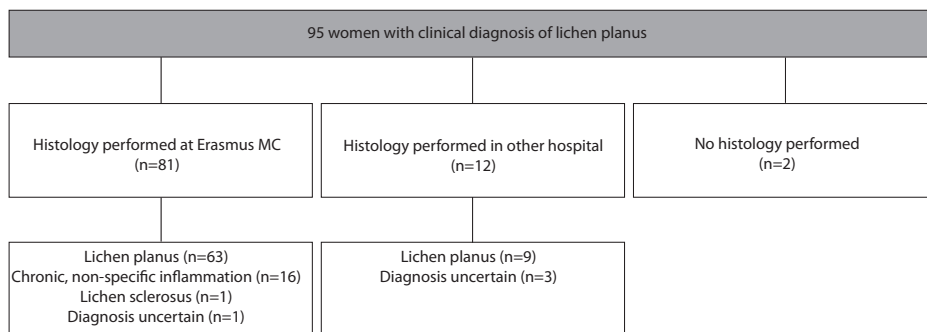 95 women with clinical diagnosis of lichen planus
Histology performed at Erasmus MC
(n=81)
Histology performed in other hospital
(n=12)
No histology performed
(n=2)
Lichen planus (n=63)
Chronic, non-specific inflammation (n=16)
Lichen sclerosus (n=1)
Diagnosis uncertain (n=1)
Lichen planus (n=9)
Diagnosis uncertain (n=3)